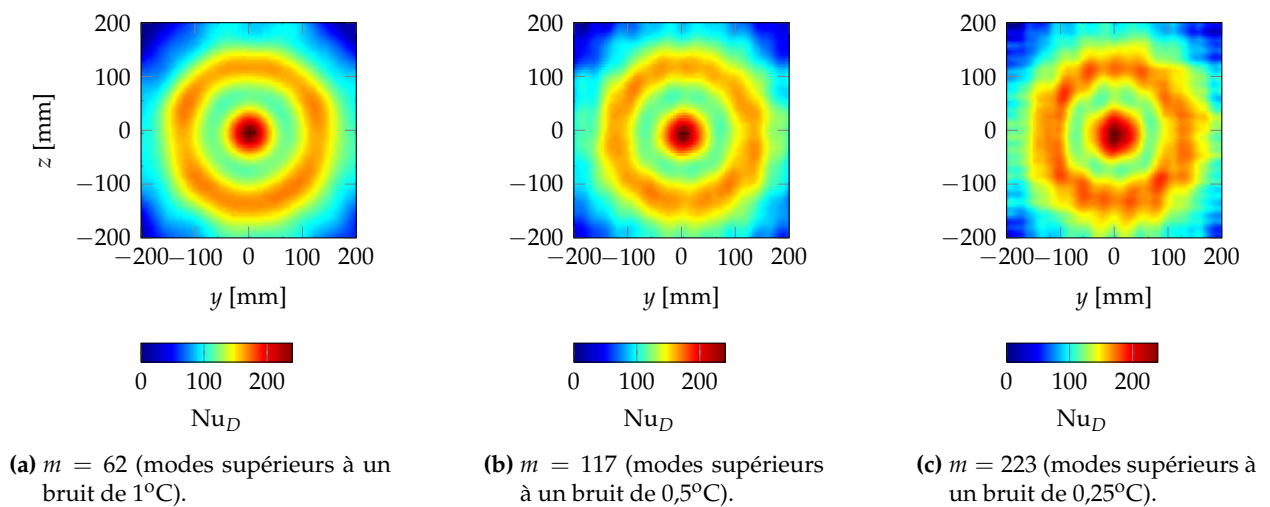 200
100
0
−100
−200
z [mm]
−200 −100 0 100 200
y [mm]
0 100 200
Nu_D
(a) m = 62 (modes supérieurs à un
bruit de 1°C).
200
100
0
−100
−200
−200 −100 0 100 200
y [mm]
0 100 200
Nu_D
(b) m = 117 (modes supérieurs
à un bruit de 0,5°C).
200
100
0
−100
−200
−200 −100 0 100 200
y [mm]
0 100 200
Nu_D
(c) m = 223 (modes supérieurs à
un bruit de 0,25°C).